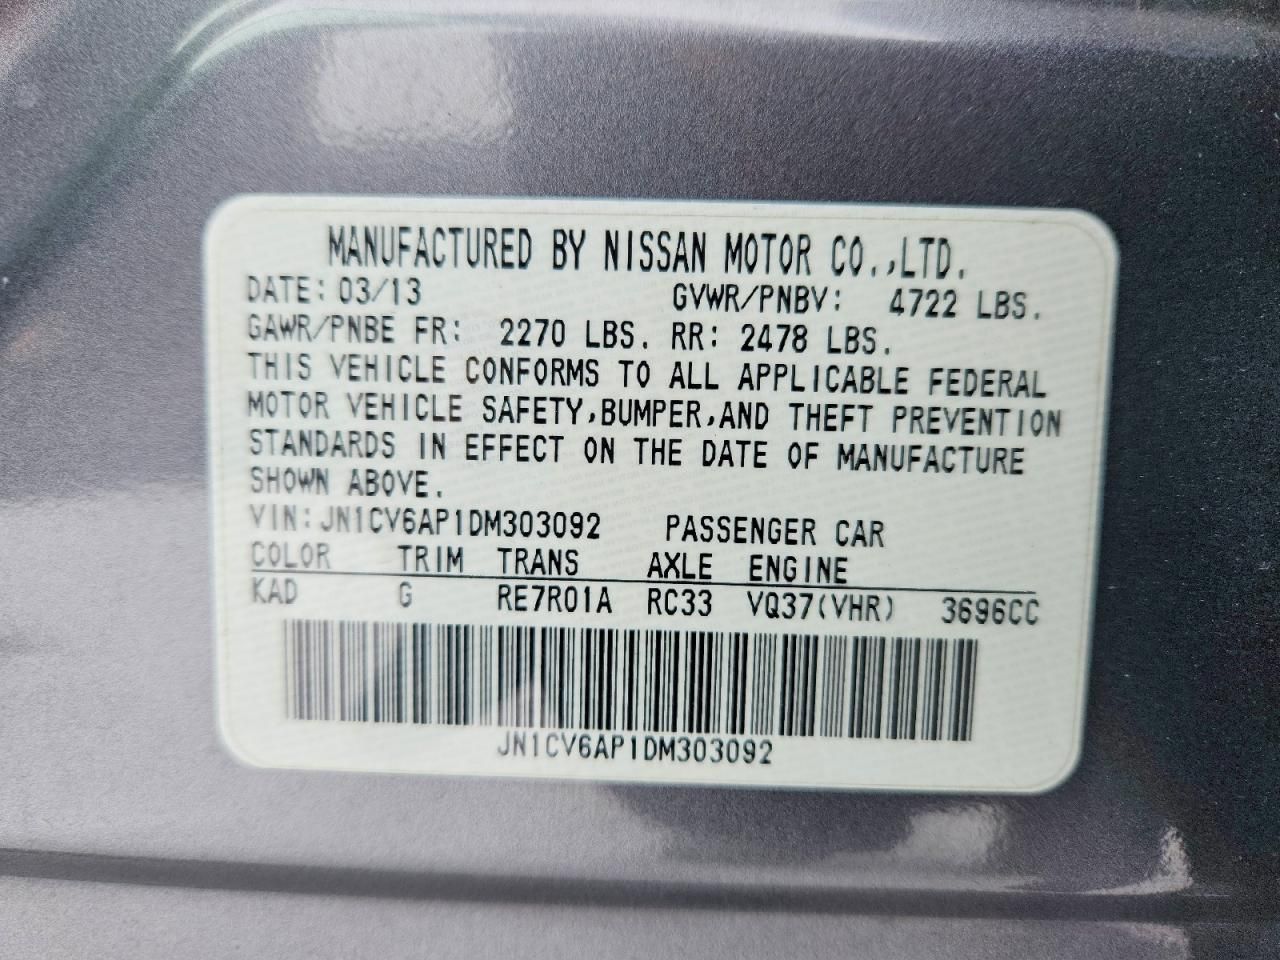 MANUFACTURED BY NISSAN MOTOR CO.,LTD.
DATE: 03/13 GVWR/PNBV: 4722 LBS.
GAWR/PNBE FR: 2270 LBS. RR: 2478 LBS.
THIS VEHICLE CONFORMS TO ALL APPLICABLE FEDERAL
MOTOR VEHICLE SAFETY,BUMPER,AND THEFT PREVENTION
STANDARDS IN EFFECT ON THE DATE OF MANUFACTURE
SHOWN ABOVE.
VIN:JN1CV6AP1DM303092 PASSENGER CAR
COLOR TRIM TRANS AXLE ENGINE
KAD G RE7R01A RC33 VQ37(VHR) 3696CC
JN1CV6AP1DM303092